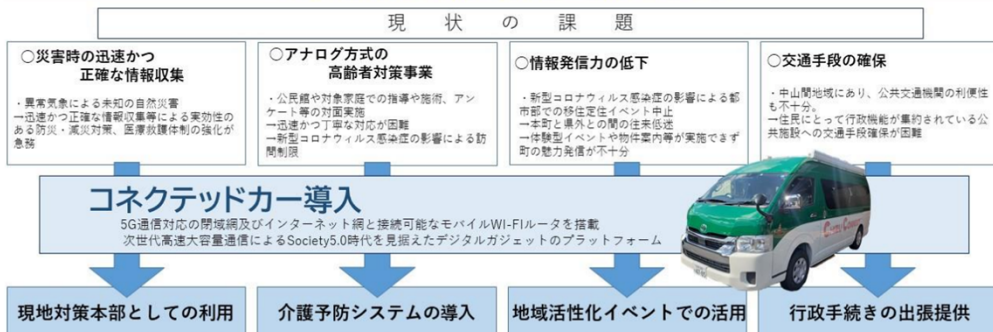 現状の課題
○災害時の迅速かつ
正確な情報収集
・異常気象による未知の自然災害
→迅速かつ正確な情報収集等による実効性の
ある防災・減災対策、医療救護体制の強化が
急務
○アナログ方式の
高齢者対策事業
・公民館や対象家庭での指導や施術、アン
ケート等の対面実施
→迅速かつ丁寧な対応が困難
→新型コロナウィルス感染症の影響による訪
問制限
○情報発信力の低下
・新型コロナウィルス感染症の影響による都
市部での移住定住イベント中止
→本町と県外との間の往来低迷
→体験型イベントや物件案内等が実施できず
町の魅力発信が不十分
○交通手段の確保
・中山間地域にあり、公共交通機関の利便性
も不十分。
→住民にとって行政機能が集約されている公
共施設への交通手段確保が困難
コネクテッドカー導入
5G通信対応の閉域網及びインターネット網と接続可能なモバイルWI-FIルータを搭載
次世代高速大容量通信によるSociety5.0時代を見据えたデジタルガジェットのプラットフォーム
現地対策本部としての利用
介護予防システムの導入
地域活性化イベントでの活用
行政手続きの出張提供